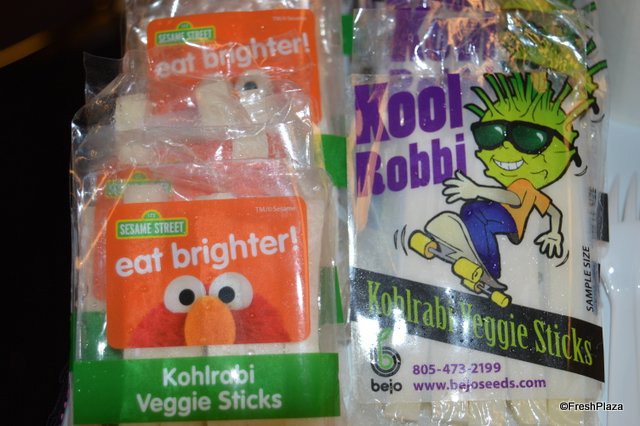 SESAME STREET
eat brighter!
123
SESAME STREET
TM/©Sesame
eat brighter!
Kohlrabi
Veggie Sticks
Kool
Bobbi
SAMPLE SIZE
Kohlrabi Veggie Sticks
bejo
805-473-2199
www.bejoseeds.com
©FreshPlaza